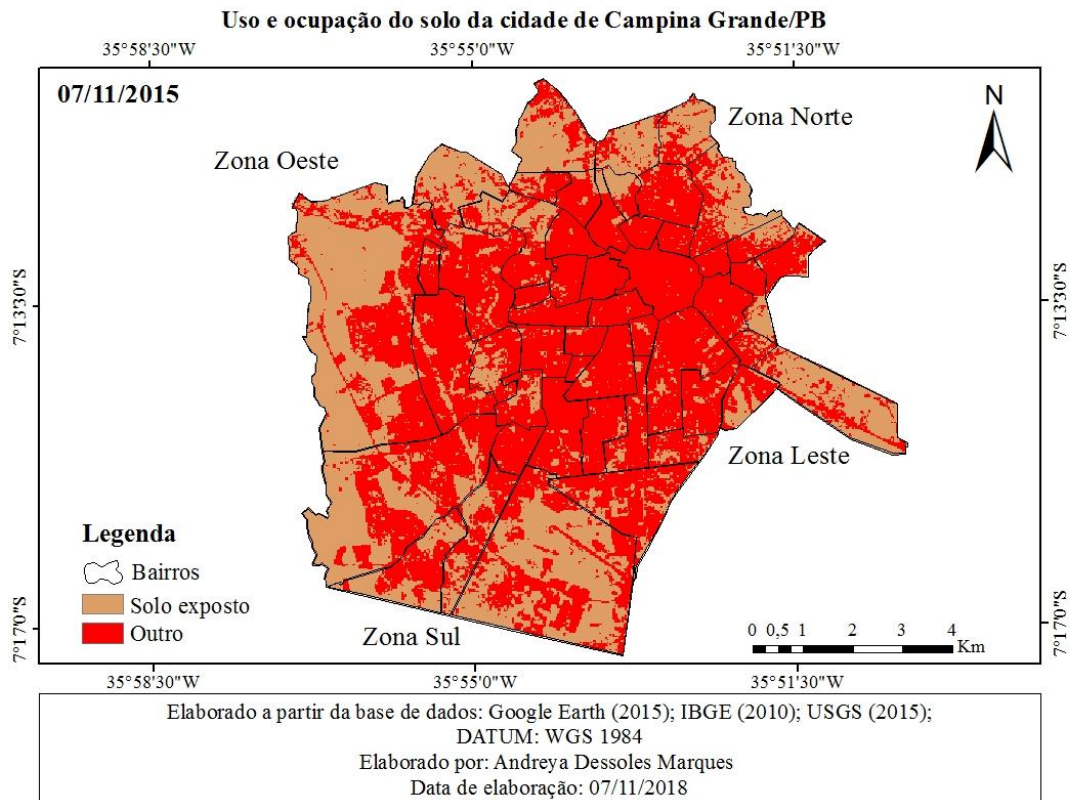 Uso e ocupação do solo da cidade de Campina Grande/PB
35°58'30"W 35°55'0"W 35°51'30"W
07/11/2015
N
Zona Norte
Zona Oeste
7°13'30"S 7°13'30"S
Zona Leste
Legenda
Bairros
Solo exposto
Outro
Zona Sul
7°17'0"S 7°17'0"S
0 0,5 1 2 3 4
Km
35°58'30"W 35°55'0"W 35°51'30"W
Elaborado a partir da base de dados: Google Earth (2015); IBGE (2010); USGS (2015);
DATUM: WGS 1984
Elaborado por: Andreya Dessoles Marques
Data de elaboração: 07/11/2018